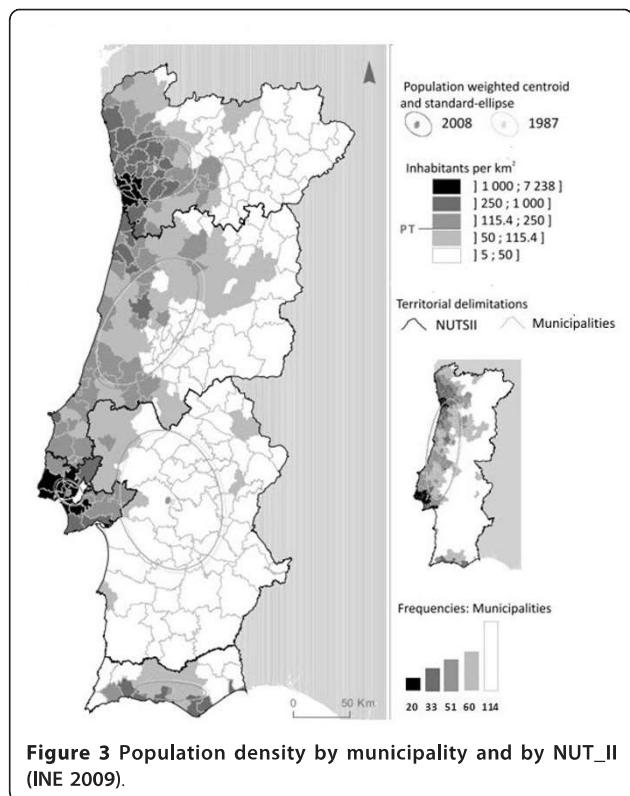 Population weighted centroid
and standard-ellipse
2008 1987
Inhabitants per km²
] 1 000 ; 7 238 ]
] 250 ; 1 000 ]
] 115.4 ; 250 ]
PT
] 50 ; 115.4 ]
] 5 ; 50 ]
Territorial delimitations
NUTSII Municipalities
Frequencies: Municipalities
20 33 51 60 114
0 50 Km
Figure 3 Population density by municipality and by NUT_II
(INE 2009).